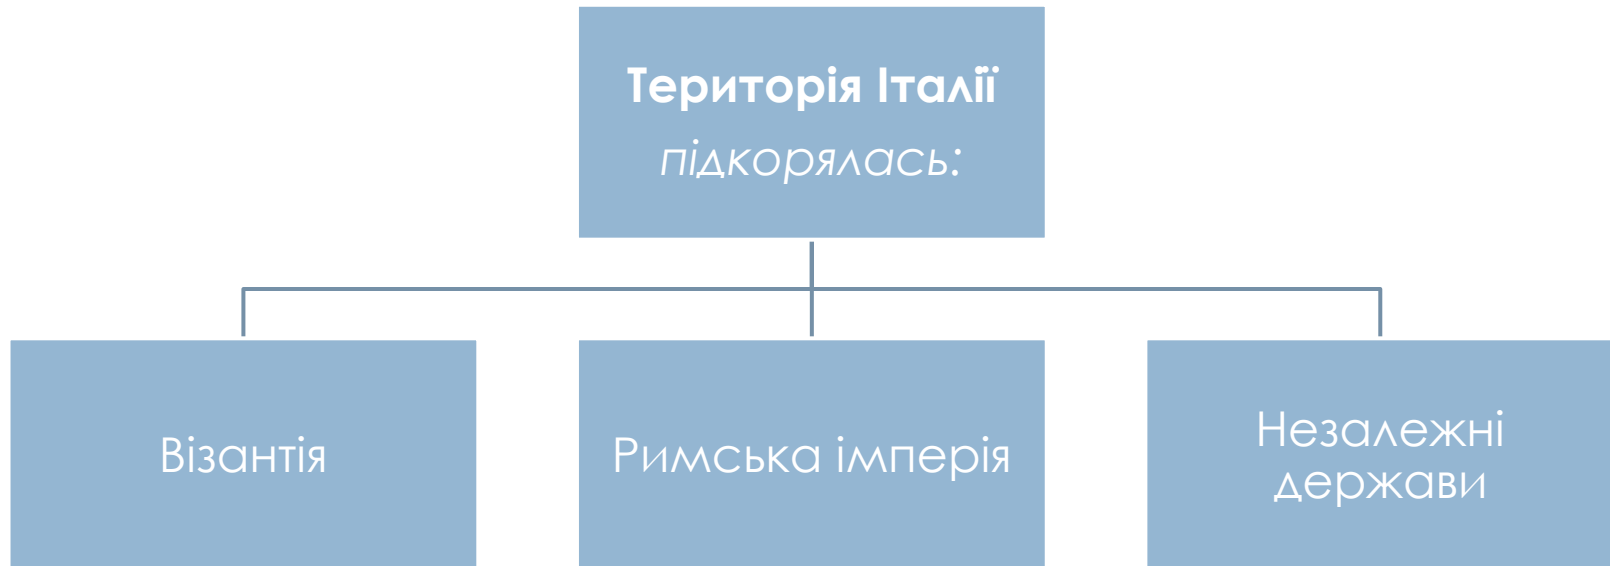 Територія Італії
підкорялась:
Візантія
Римська імперія
Незалежні
держави